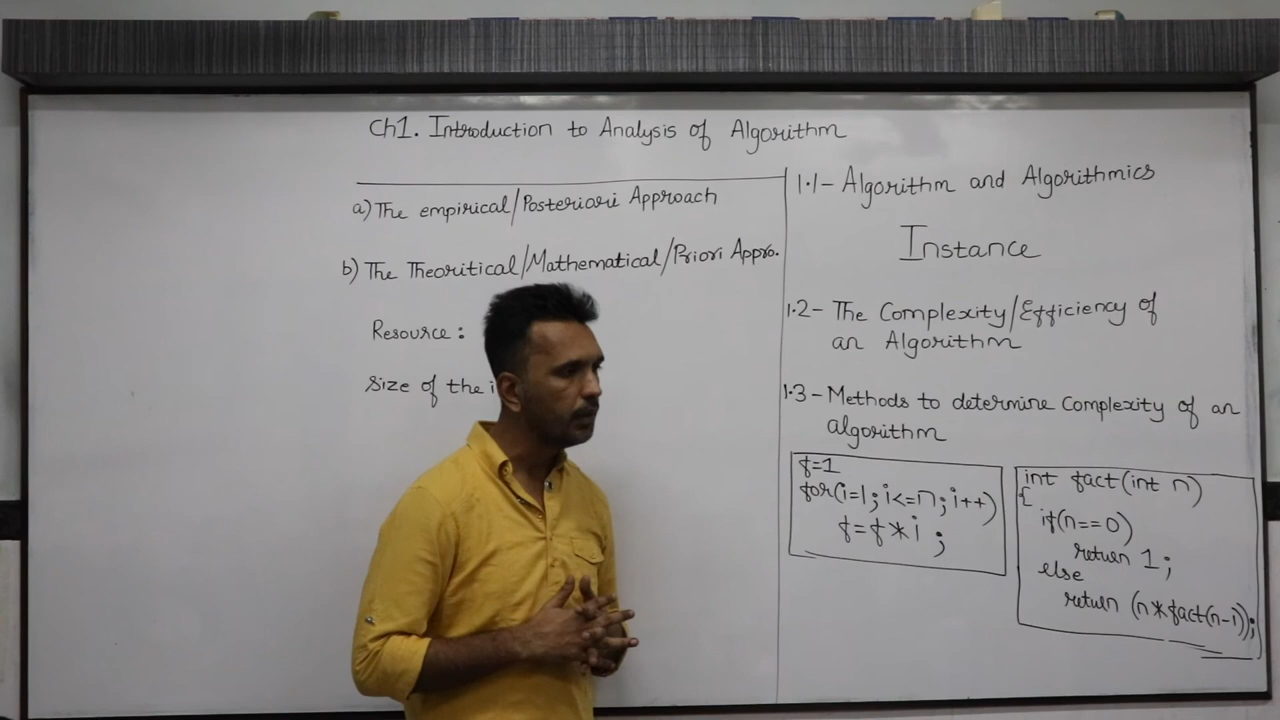 Ch1. Introduction to Analysis of Algorithm
a) The empirical/Posteriori Approach
b) The Theoritical/Mathematical/Priori Appro.
Resource:
Size of the i
1.1- Algorithm and Algorithmics
Instance
1.2- The Complexity/Efficiency of
an Algorithm
1.3- Methods to determine Complexity of an
algorithm
f=1
for(i=1; i<=n; i++)
f=f*i;
int fact(int n)
{
if(n==0)
return 1;
else
return (n*fact(n-1));